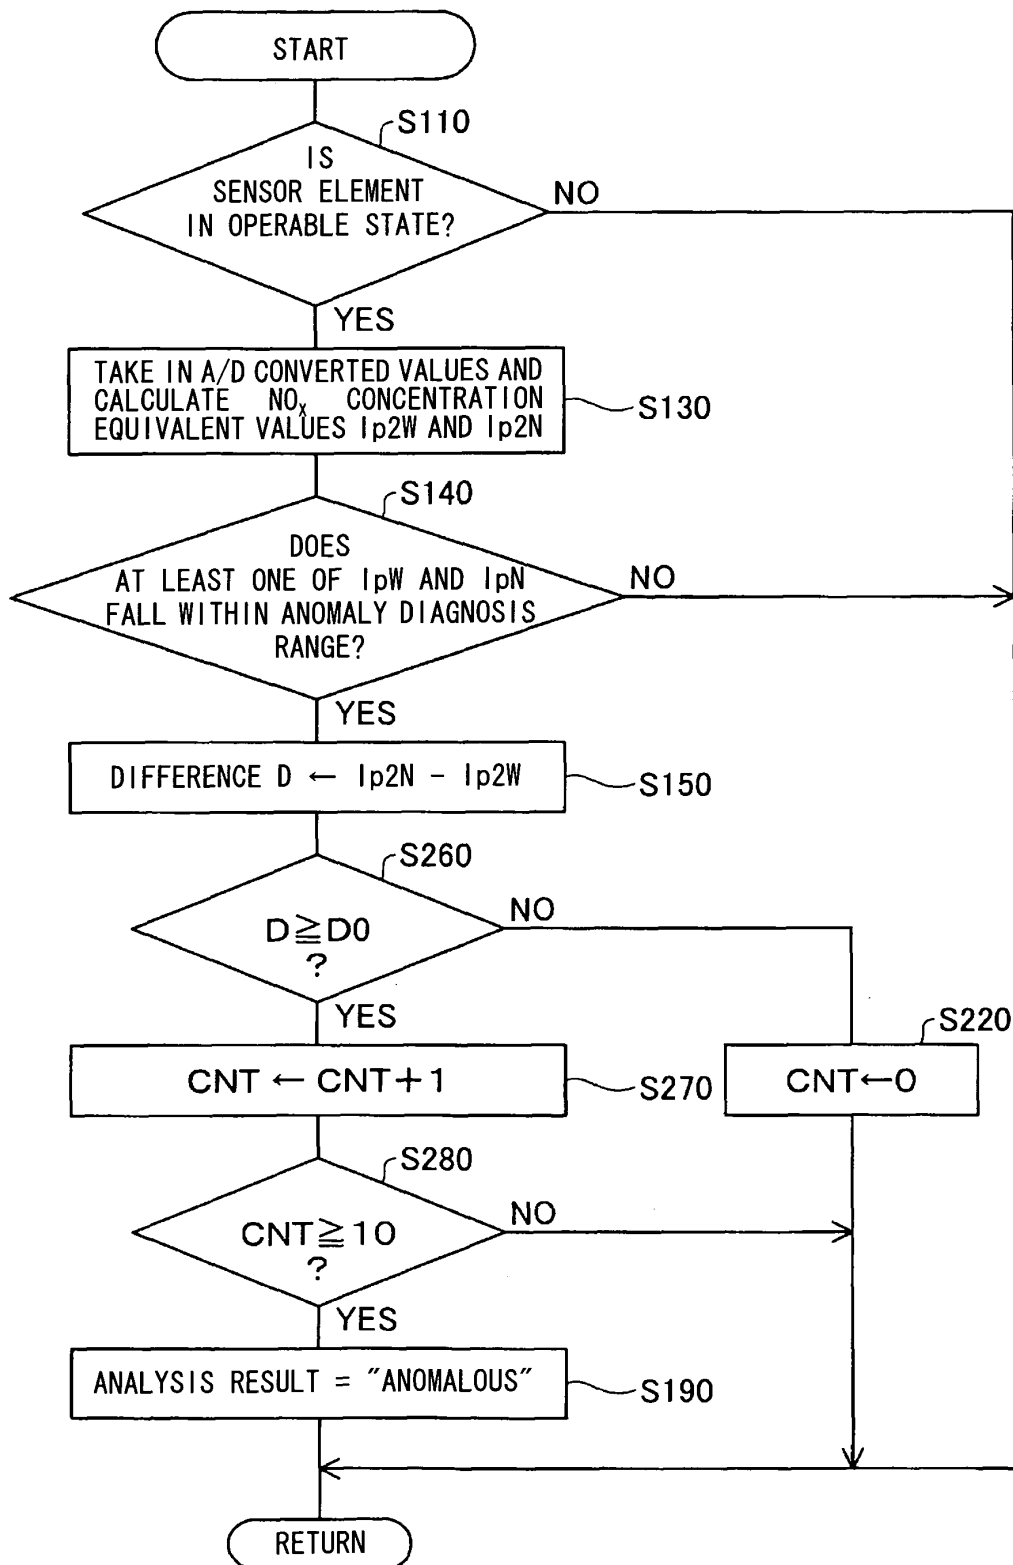 START
S110
IS
SENSOR ELEMENT
IN OPERABLE STATE?
NO
YES
TAKE IN A/D CONVERTED VALUES AND
CALCULATE NOx CONCENTRATION
EQUIVALENT VALUES Ip2W AND Ip2N
S130
S140
DOES
AT LEAST ONE OF IpW AND IpN
FALL WITHIN ANOMALY DIAGNOSIS
RANGE?
NO
YES
DIFFERENCE D ← Ip2N - Ip2W
S150
S260
D≧D0
?
NO
YES
S220
CNT ← CNT+1
S270
CNT←0
S280
CNT≧10
?
NO
YES
ANALYSIS RESULT = "ANOMALOUS"
S190
RETURN